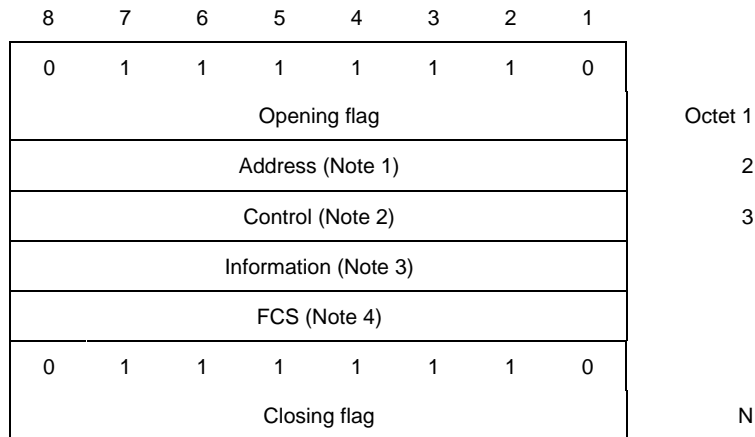 8 7 6 5 4 3 2 1
0 1 1 1 1 1 1 0
Opening flag Octet 1
Address (Note 1) 2
Control (Note 2) 3
Information (Note 3)
FCS (Note 4)
0 1 1 1 1 1 1 0
Closing flag N